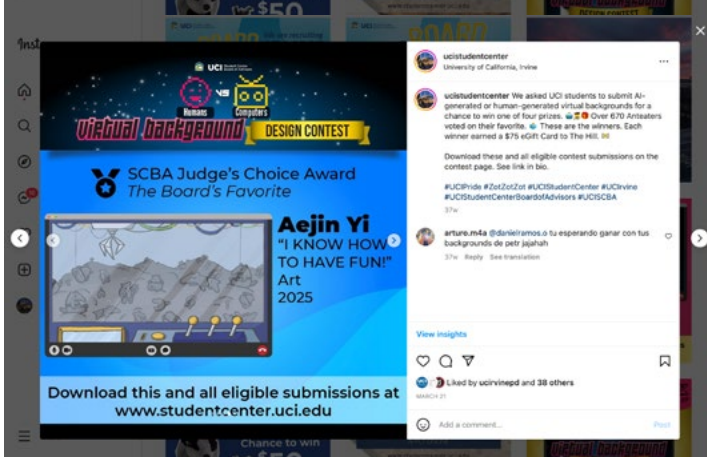 $50
Inst
UCI
VS
Humans
Computers
Virtual background
DESIGN CONTEST
SCBA Judge's Choice Award
The Board's Favorite
Aejin Yi
"I KNOW HOW
TO HAVE FUN!"
Art
2025
Download this and all eligible submissions at
www.studentcenter.uci.edu
Chance to win
ucistudentcenter
University of California, Irvine
ucistudentcenter We asked UCI students to submit AI-
generated or human-generated virtual backgrounds for a
chance to win one of four prizes. 🤖👩‍🎨🎁 Over 670 Anteaters
voted on their favorite. 🗳️ These are the winners. Each
winner earned a $75 eGift Card to The Hill. 🎊
Download these and all eligible contest submissions on the
contest page. See link in bio.
#UCIPride #ZotZotZot #UCIStudentCenter #UCIrvine
#UCIStudentCenterBoardofAdvisors #UCISCBA
37w
arture.m4a @danielramos.o tu esperando ganar con tus
backgrounds de petr jajahah
37w Reply See translation
View insights
Liked by ucirvinepd and 38 others
MARCH 21
Add a comment...
Post